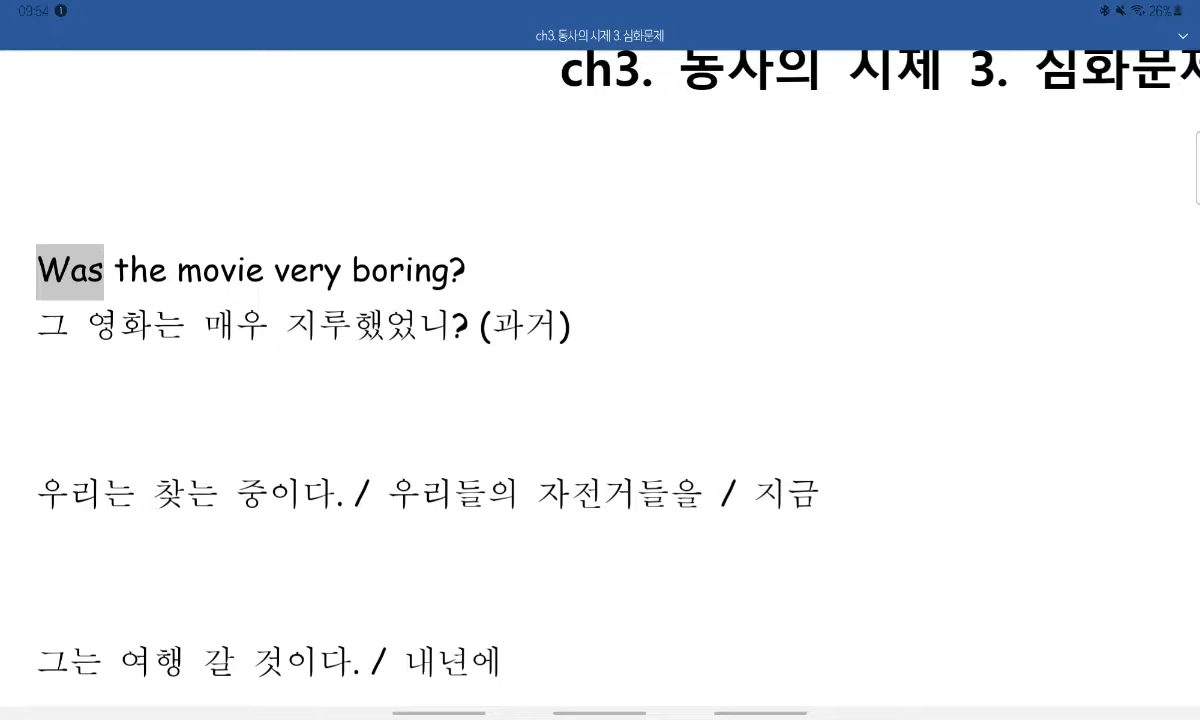 09:54 1 26%
ch3. 동사의 시제 3. 심화문제
ch3. 동사의 시제 3. 심화문제
Was the movie very boring?
그 영화는 매우 지루했었니? (과거)
우리는 찾는 중이다. / 우리들의 자전거들을 / 지금
그는 여행 갈 것이다. / 내년에